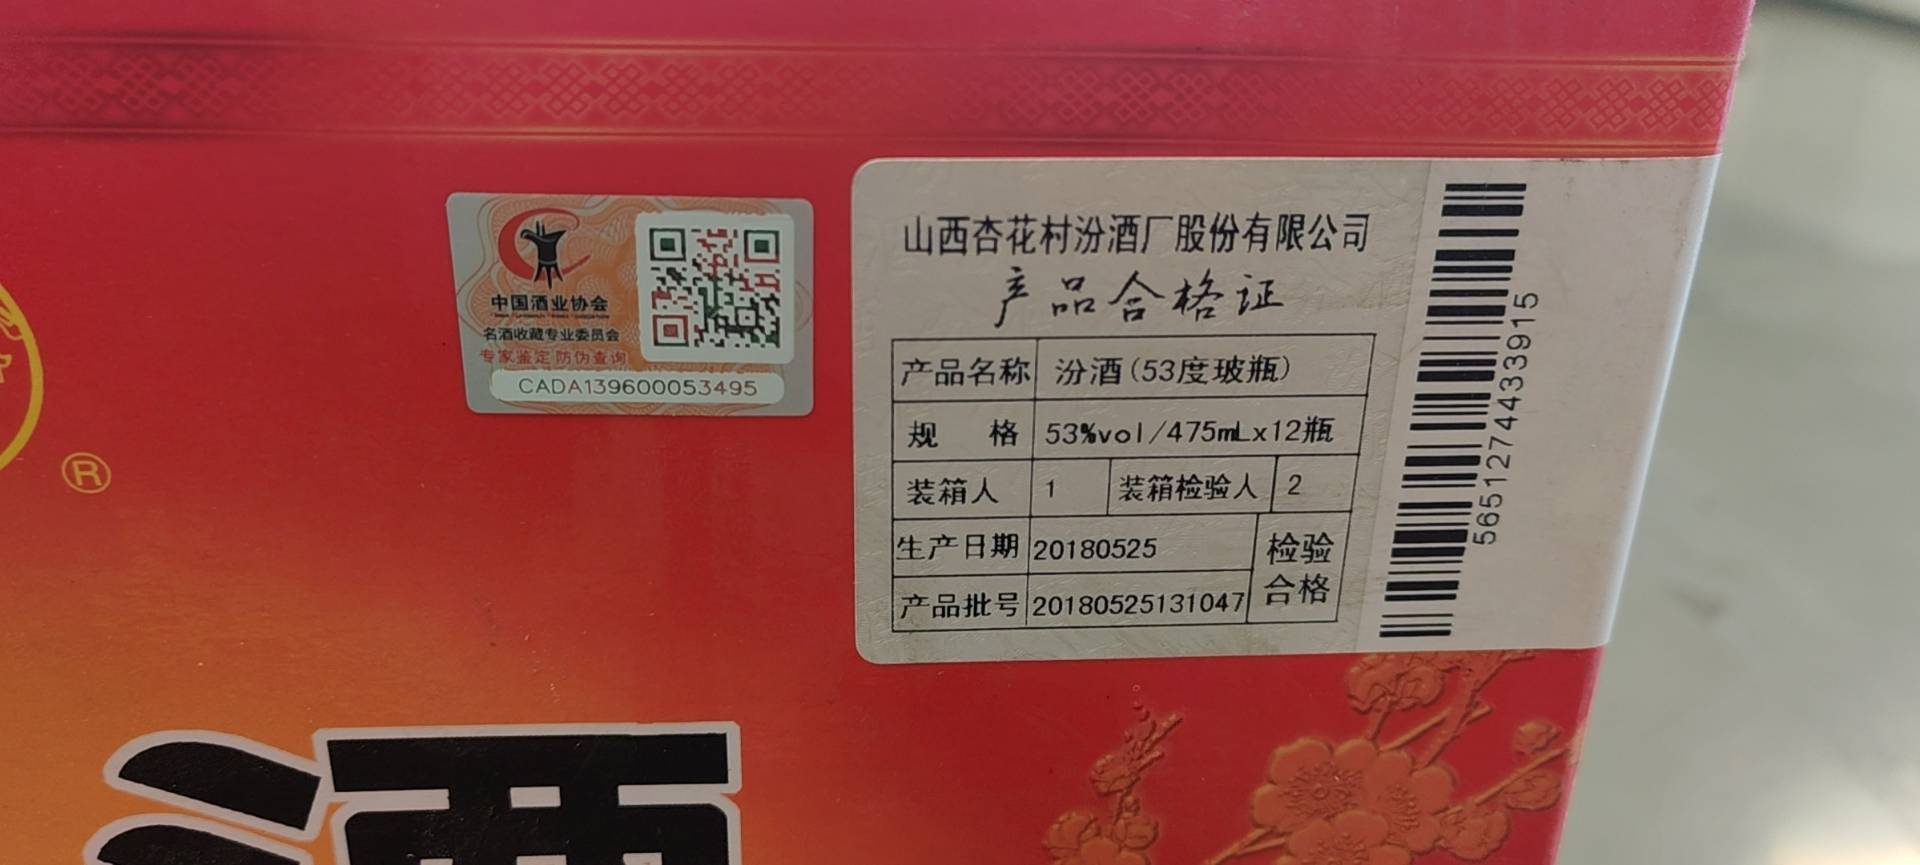 ®
中国酒业协会
名酒收藏专业委员会
专家鉴定 防伪查询
CADA139600053495
山西杏花村汾酒厂股份有限公司
产品合格证
产品名称 汾酒(53度玻瓶)
规 格 53%vol/475mLx12瓶
装箱人 1 装箱检验人 2
生产日期 20180525 检验
产品批号 20180525131047 合格
5651274433915
酒